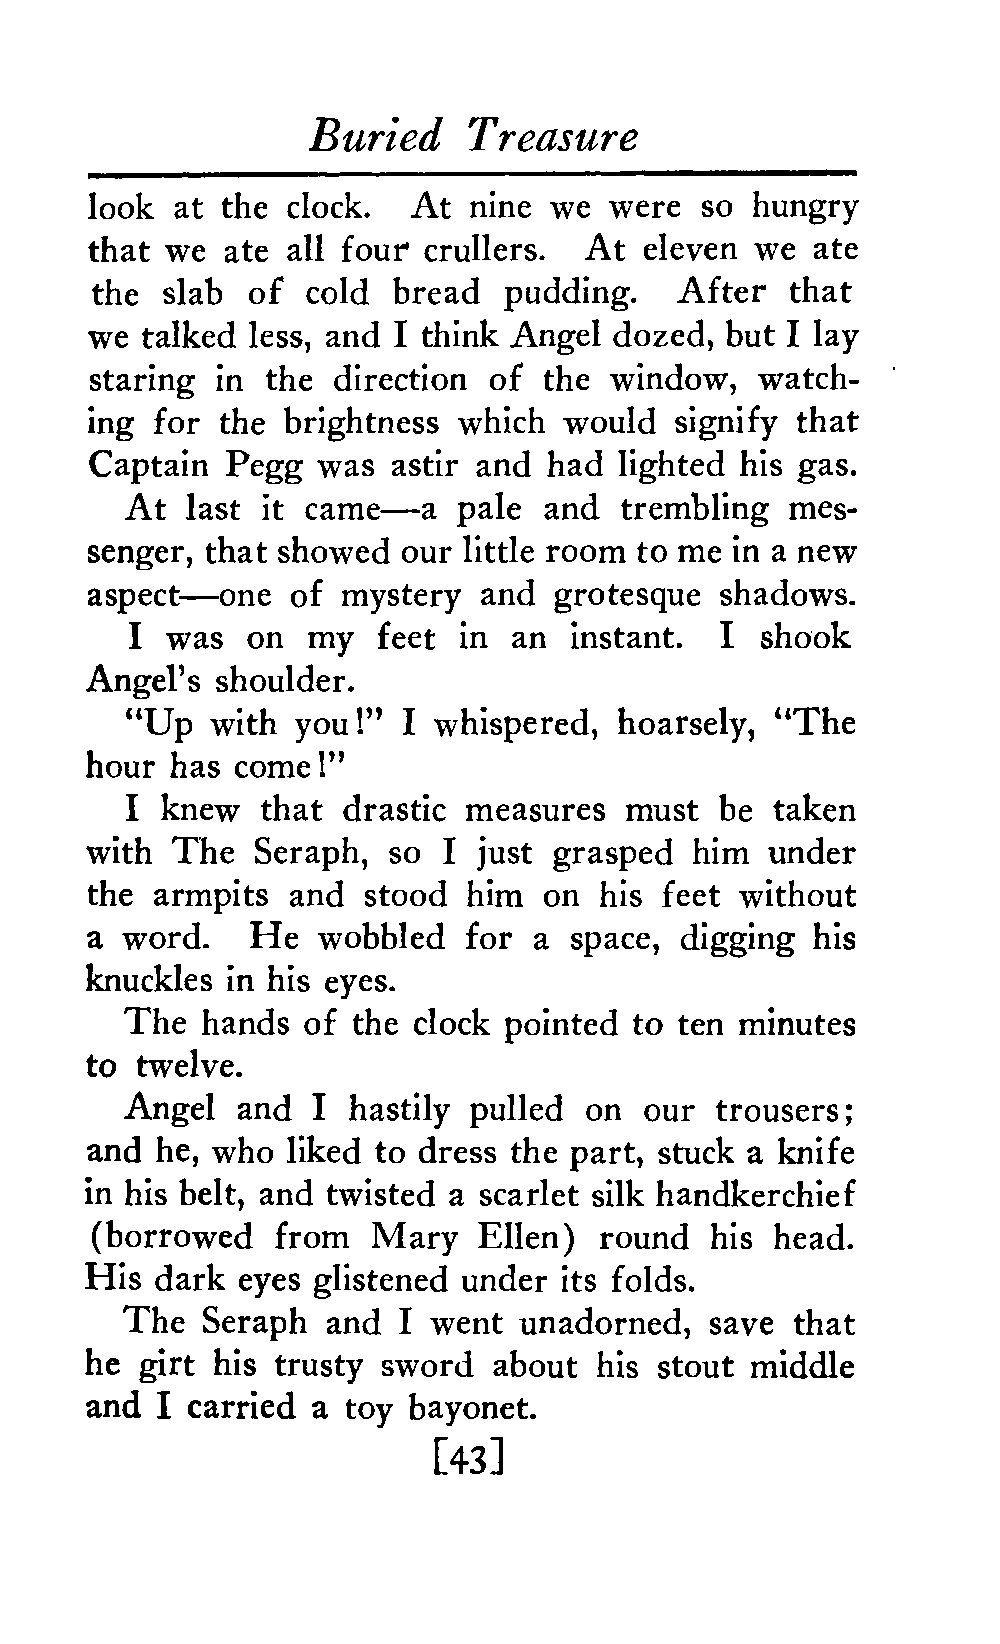 Buried Treasure
look at the clock. At nine we were so hungry
that we ate all four crullers. At eleven we ate
the slab of cold bread pudding. After that
we talked less, and I think Angel dozed, but I lay
staring in the direction of the window, watch-
ing for the brightness which would signify that
Captain Pegg was astir and had lighted his gas.
At last it came—a pale and trembling mes-
senger, that showed our little room to me in a new
aspect—one of mystery and grotesque shadows.
I was on my feet in an instant. I shook
Angel's shoulder.
"Up with you!" I whispered, hoarsely, "The
hour has come!"
I knew that drastic measures must be taken
with The Seraph, so I just grasped him under
the armpits and stood him on his feet without
a word. He wobbled for a space, digging his
knuckles in his eyes.
The hands of the clock pointed to ten minutes
to twelve.
Angel and I hastily pulled on our trousers;
and he, who liked to dress the part, stuck a knife
in his belt, and twisted a scarlet silk handkerchief
(borrowed from Mary Ellen) round his head.
His dark eyes glistened under its folds.
The Seraph and I went unadorned, save that
he girt his trusty sword about his stout middle
and I carried a toy bayonet.
[43]